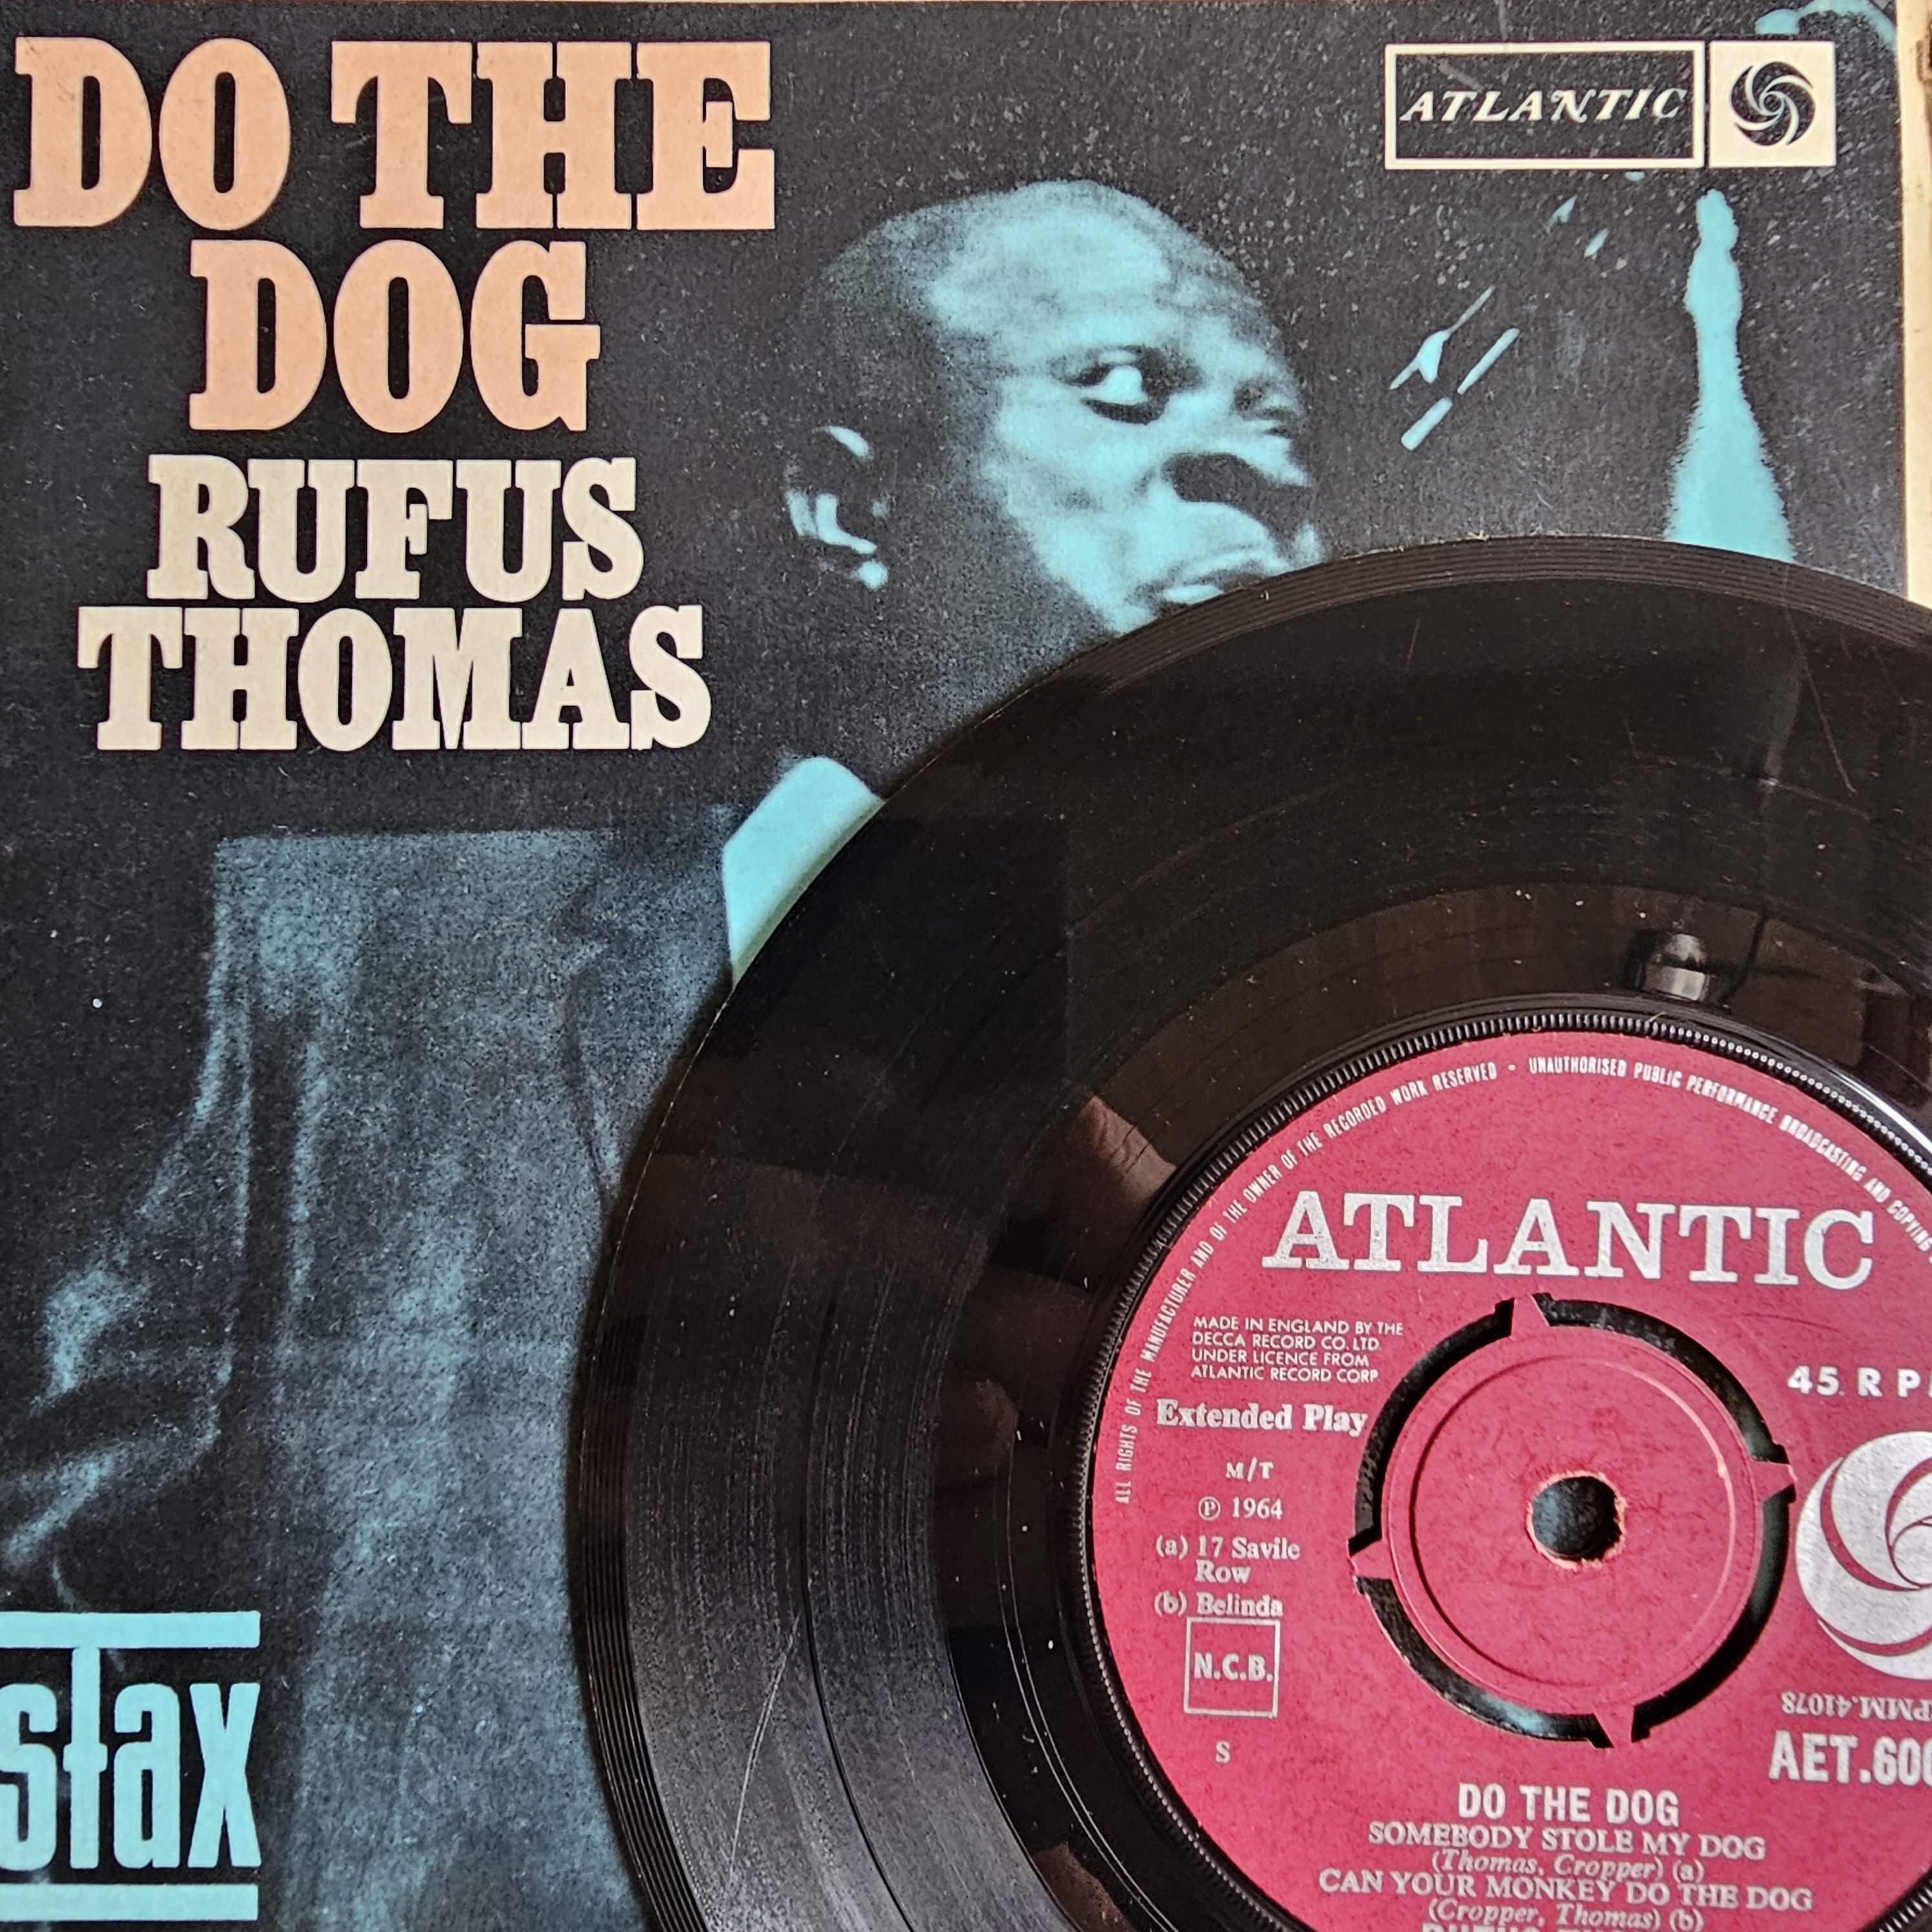 DO THE
DOG
RUFUS
THOMAS
ATLANTIC
stax
ALL RIGHTS OF THE MANUFACTURER AND OF THE OWNER OF THE RECORDED WORK RESERVED • UNAUTHORISED PUBLIC PERFORMANCE BROADCASTING AND COPYING
ATLANTIC
MADE IN ENGLAND BY THE
DECCA RECORD CO. LTD.
UNDER LICENCE FROM
ATLANTIC RECORD CORP.
45 R P
Extended Play
M/T
℗ 1964
(a) 17 Savile
Row
(b) Belinda
N.C.B.
S
PMM.41078
AET.600
DO THE DOG
SOMEBODY STOLE MY DOG
(Thomas, Cropper) (a)
CAN YOUR MONKEY DO THE DOG
(Cropper, Thomas) (b)